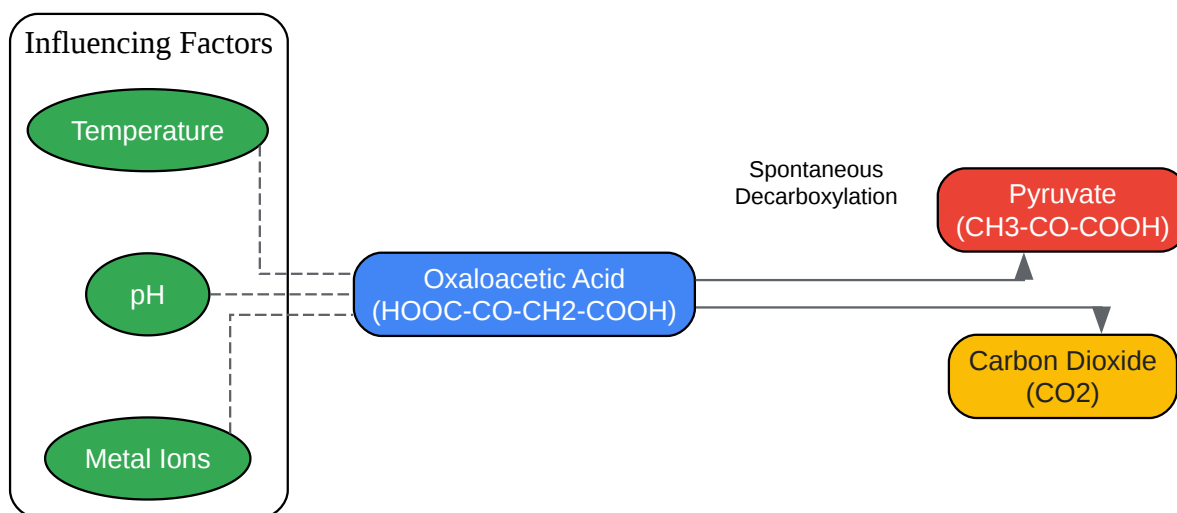 Influencing Factors
Temperature
pH
Metal Ions
Oxaloacetic Acid
(HOOC-CO-CH2-COOH)
Spontaneous
Decarboxylation
Pyruvate
(CH3-CO-COOH)
Carbon Dioxide
(CO2)